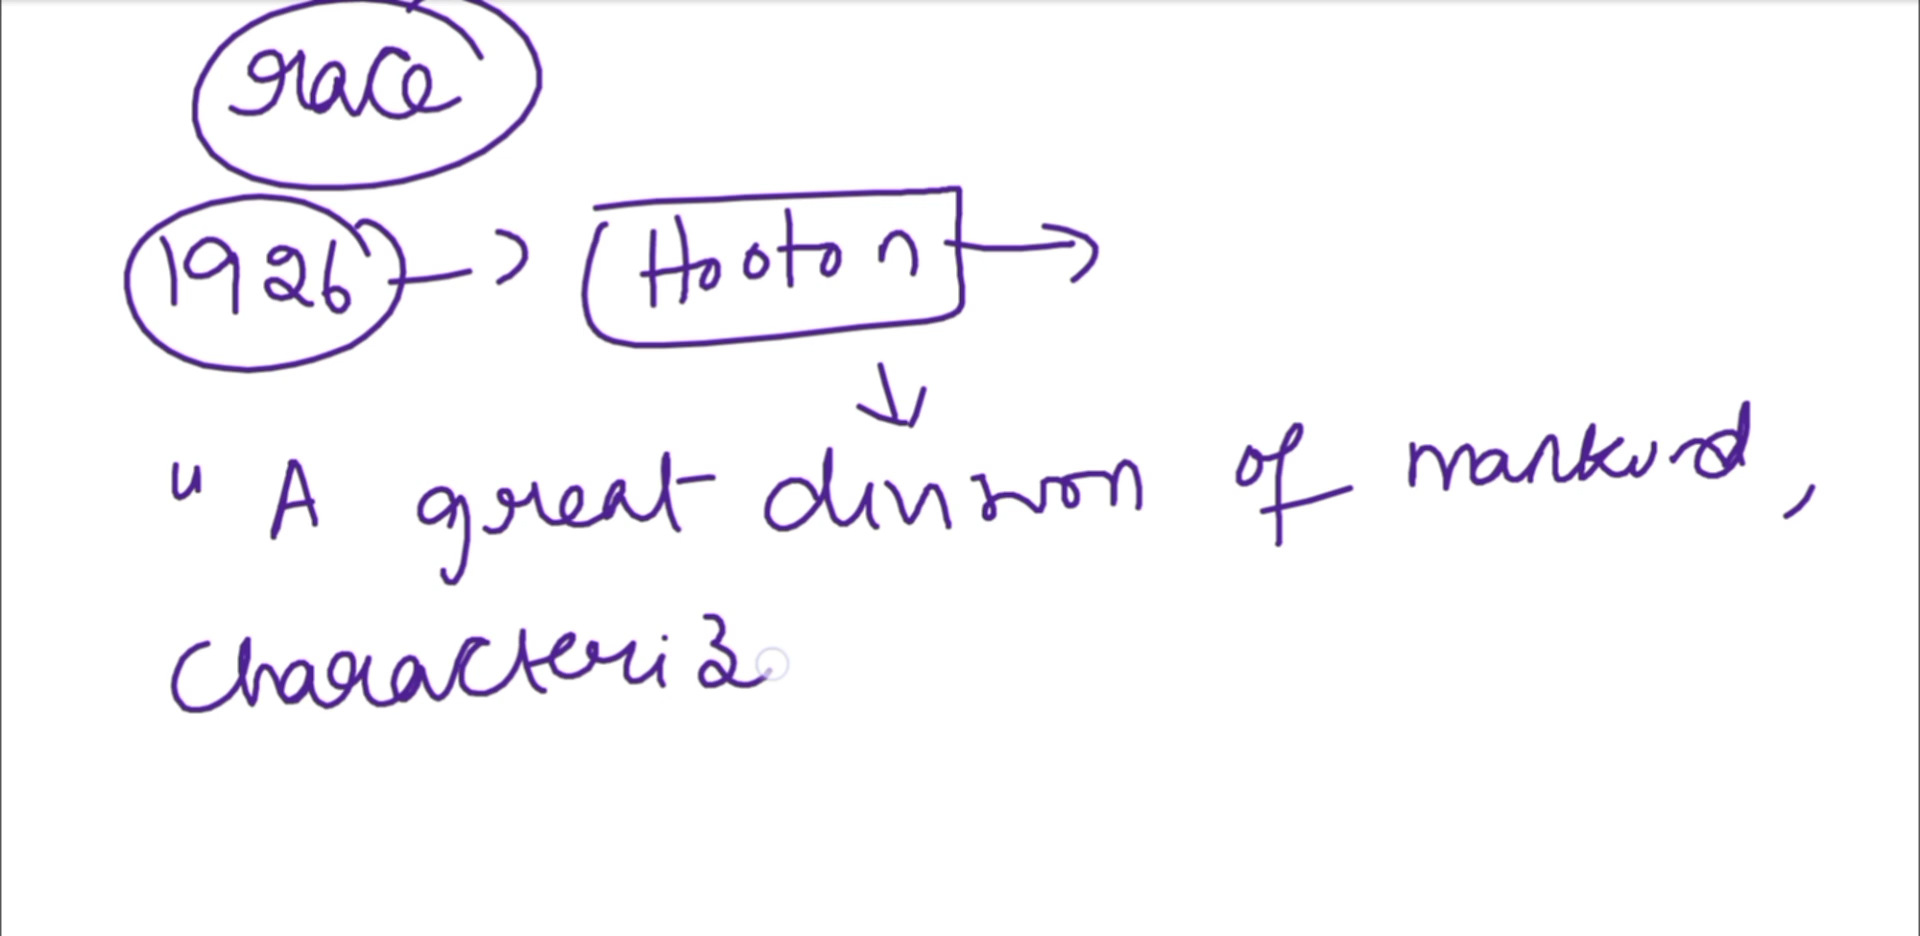 race
1926 → Hooton →
↓
" A great division of mankind,
characteriz